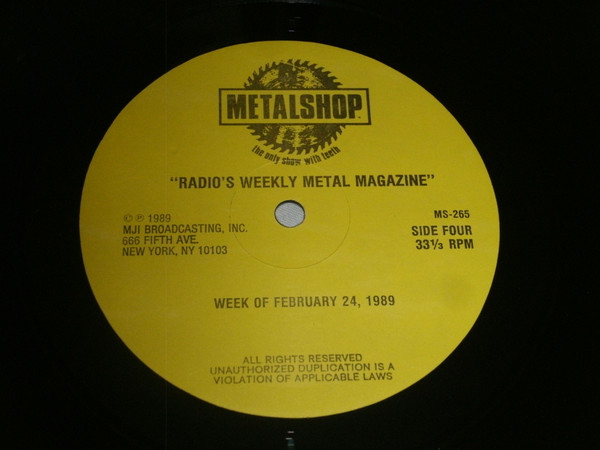 METALSHOP
the only show with teeth
"RADIO'S WEEKLY METAL MAGAZINE"
© ℗ 1989
MJI BROADCASTING, INC.
666 FIFTH AVE.
NEW YORK, NY 10103
MS-265
SIDE FOUR
33⅓ RPM
WEEK OF FEBRUARY 24, 1989
ALL RIGHTS RESERVED
UNAUTHORIZED DUPLICATION IS A
VIOLATION OF APPLICABLE LAWS